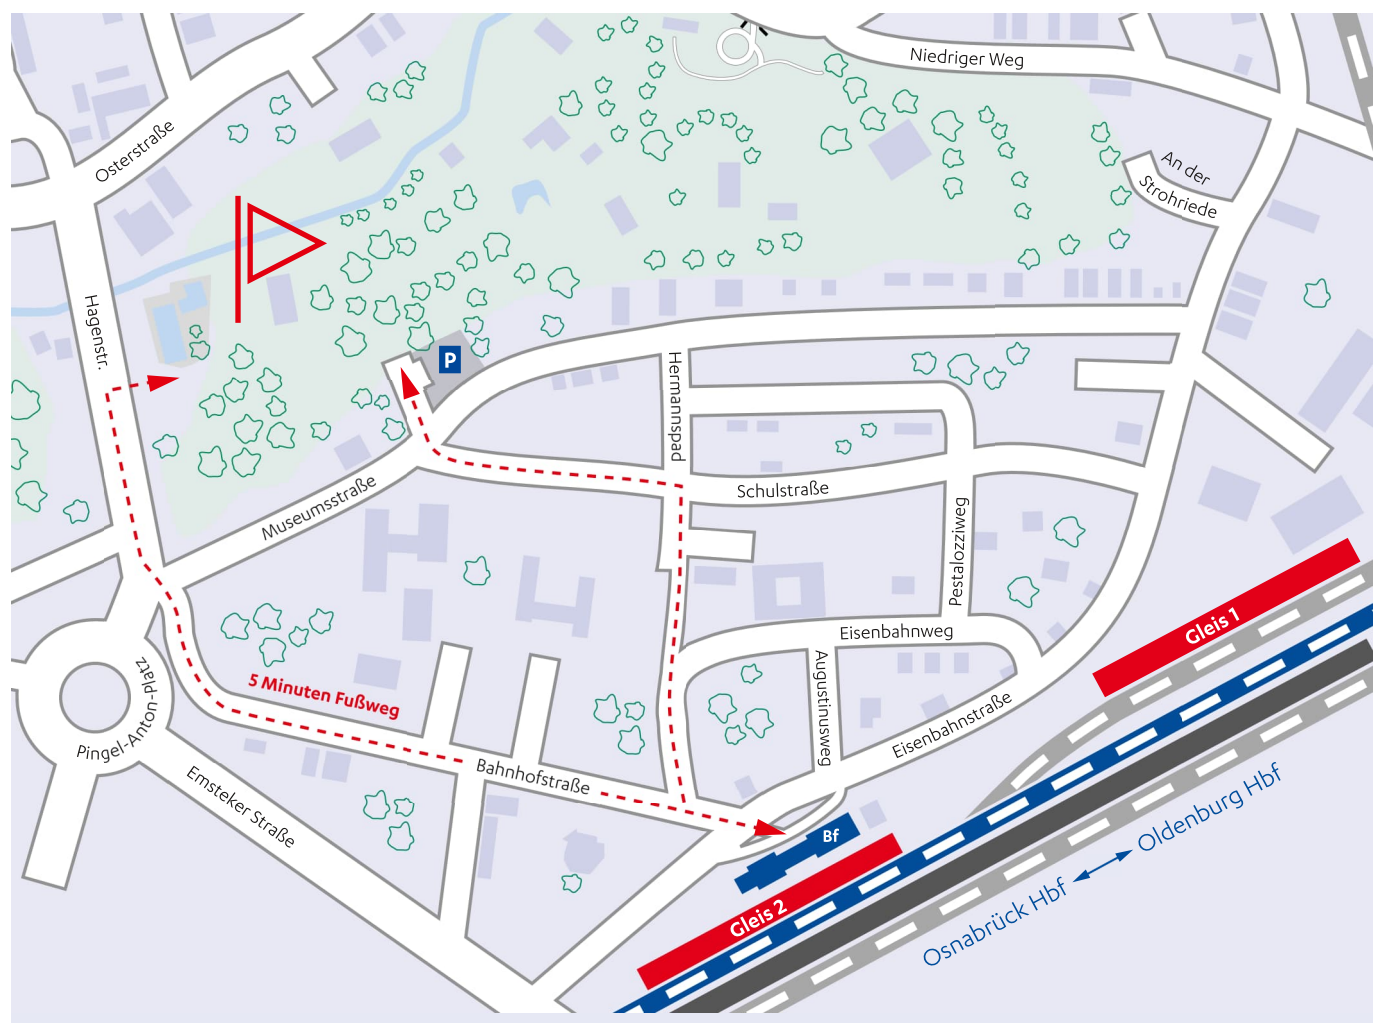 Niedriger Weg
Osterstraße
An der
Strohriede
Hagenstr.
P
Hermannspad
Museumsstraße
Schulstraße
Pestalozziweg
Gleis 1
Eisenbahnweg
Augustinusweg
Pingel-Anton-platz
5 Minuten Fußweg
Eisenbahnstraße
Bahnhofstraße
Emsteker Straße
Bf
Gleis 2
Osnabrück Hbf
Oldenburg Hbf